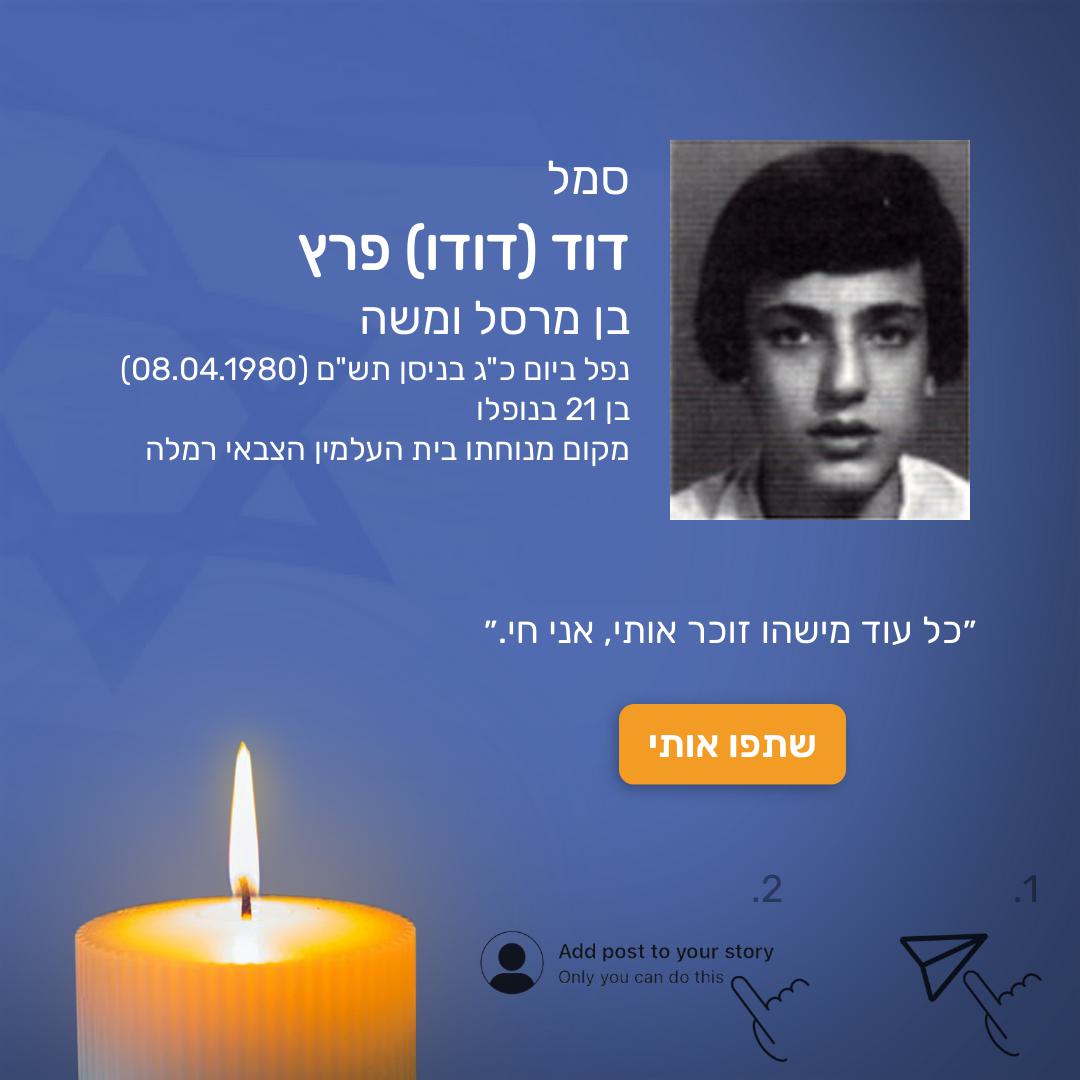 סמל
דוד (דודו) פרץ
בן מרסל ומשה
נפל ביום כ"ג בניסן תש"ם (08.04.1980)
בן 21 בנופלו
מקום מנוחתו בית העלמין הצבאי רמלה
״כל עוד מישהו זוכר אותי, אני חי.״
שתפו אותי
1.
2.
Add post to your story
Only you can do this